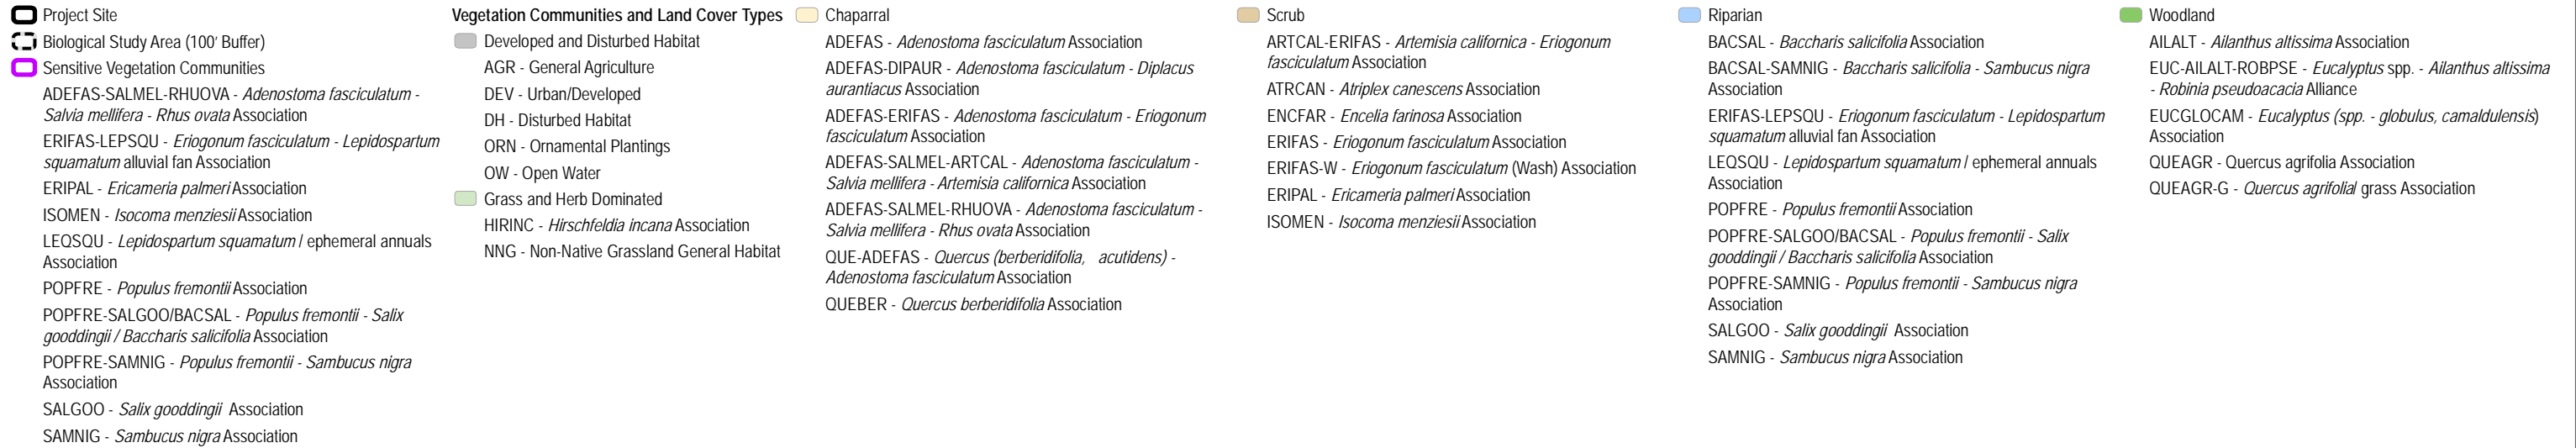 Project Site
Biological Study Area (100' Buffer)
Sensitive Vegetation Communities
ADEFAS-SALMEL-RHUOVA - Adenostoma fasciculatum -
Salvia mellifera - Rhus ovata Association
ERIFAS-LEPSQU - Eriogonum fasciculatum - Lepidospartum
squamatum alluvial fan Association
ERIPAL - Ericameria palmeri Association
ISOMEN - Isocoma menziesii Association
LEQSQU - Lepidospartum squamatum / ephemeral annuals
Association
POPFRE - Populus fremontii Association
POPFRE-SALGOO/BACSAL - Populus fremontii - Salix
gooddingii / Baccharis salicifolia Association
POPFRE-SAMNIG - Populus fremontii - Sambucus nigra
Association
SALGOO - Salix gooddingii Association
SAMNIG - Sambucus nigra Association
Vegetation Communities and Land Cover Types
Developed and Disturbed Habitat
AGR - General Agriculture
DEV - Urban/Developed
DH - Disturbed Habitat
ORN - Ornamental Plantings
OW - Open Water
Grass and Herb Dominated
HIRINC - Hirschfeldia incana Association
NNG - Non-Native Grassland General Habitat
Chaparral
ADEFAS - Adenostoma fasciculatum Association
ADEFAS-DIPAUR - Adenostoma fasciculatum - Diplacus
aurantiacus Association
ADEFAS-ERIFAS - Adenostoma fasciculatum - Eriogonum
fasciculatum Association
ADEFAS-SALMEL-ARTCAL - Adenostoma fasciculatum -
Salvia mellifera - Artemisia californica Association
ADEFAS-SALMEL-RHUOVA - Adenostoma fasciculatum -
Salvia mellifera - Rhus ovata Association
QUE-ADEFAS - Quercus (berberidifolia, acutidens) -
Adenostoma fasciculatum Association
QUEBER - Quercus berberidifolia Association
Scrub
ARTCAL-ERIFAS - Artemisia californica - Eriogonum
fasciculatum Association
ATRCAN - Atriplex canescens Association
ENCFAR - Encelia farinosa Association
ERIFAS - Eriogonum fasciculatum Association
ERIFAS-W - Eriogonum fasciculatum (Wash) Association
ERIPAL - Ericameria palmeri Association
ISOMEN - Isocoma menziesii Association
Riparian
BACSAL - Baccharis salicifolia Association
BACSAL-SAMNIG - Baccharis salicifolia - Sambucus nigra
Association
ERIFAS-LEPSQU - Eriogonum fasciculatum - Lepidospartum
squamatum alluvial fan Association
LEQSQU - Lepidospartum squamatum / ephemeral annuals
Association
POPFRE - Populus fremontii Association
POPFRE-SALGOO/BACSAL - Populus fremontii - Salix
gooddingii / Baccharis salicifolia Association
POPFRE-SAMNIG - Populus fremontii - Sambucus nigra
Association
SALGOO - Salix gooddingii Association
SAMNIG - Sambucus nigra Association
Woodland
AILALT - Ailanthus altissima Association
EUC-AILALT-ROBPSE - Eucalyptus spp. - Ailanthus altissima
- Robinia pseudoacacia Alliance
EUCGLOCAM - Eucalyptus (spp. - globulus, camaldulensis)
Association
QUEAGR - Quercus agrifolia Association
QUEAGR-G - Quercus agrifolia/ grass Association